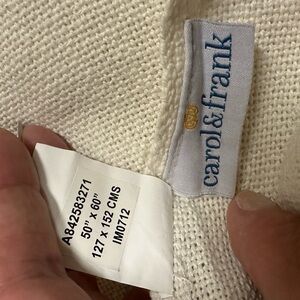 carol&frank
A842583271
50" x 60"
127 x 152 CMS
IM0712